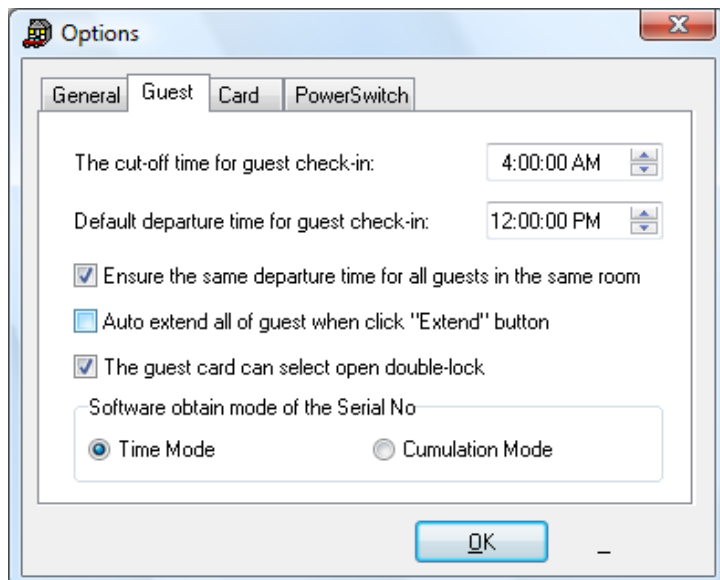 Options
General Guest Card PowerSwitch
The cut-off time for guest check-in: 4:00:00 AM
Default departure time for guest check-in: 12:00:00 PM
Ensure the same departure time for all guests in the same room
Auto extend all of guest when click "Extend" button
The guest card can select open double-lock
Software obtain mode of the Serial No
Time Mode Cumulation Mode
OK _